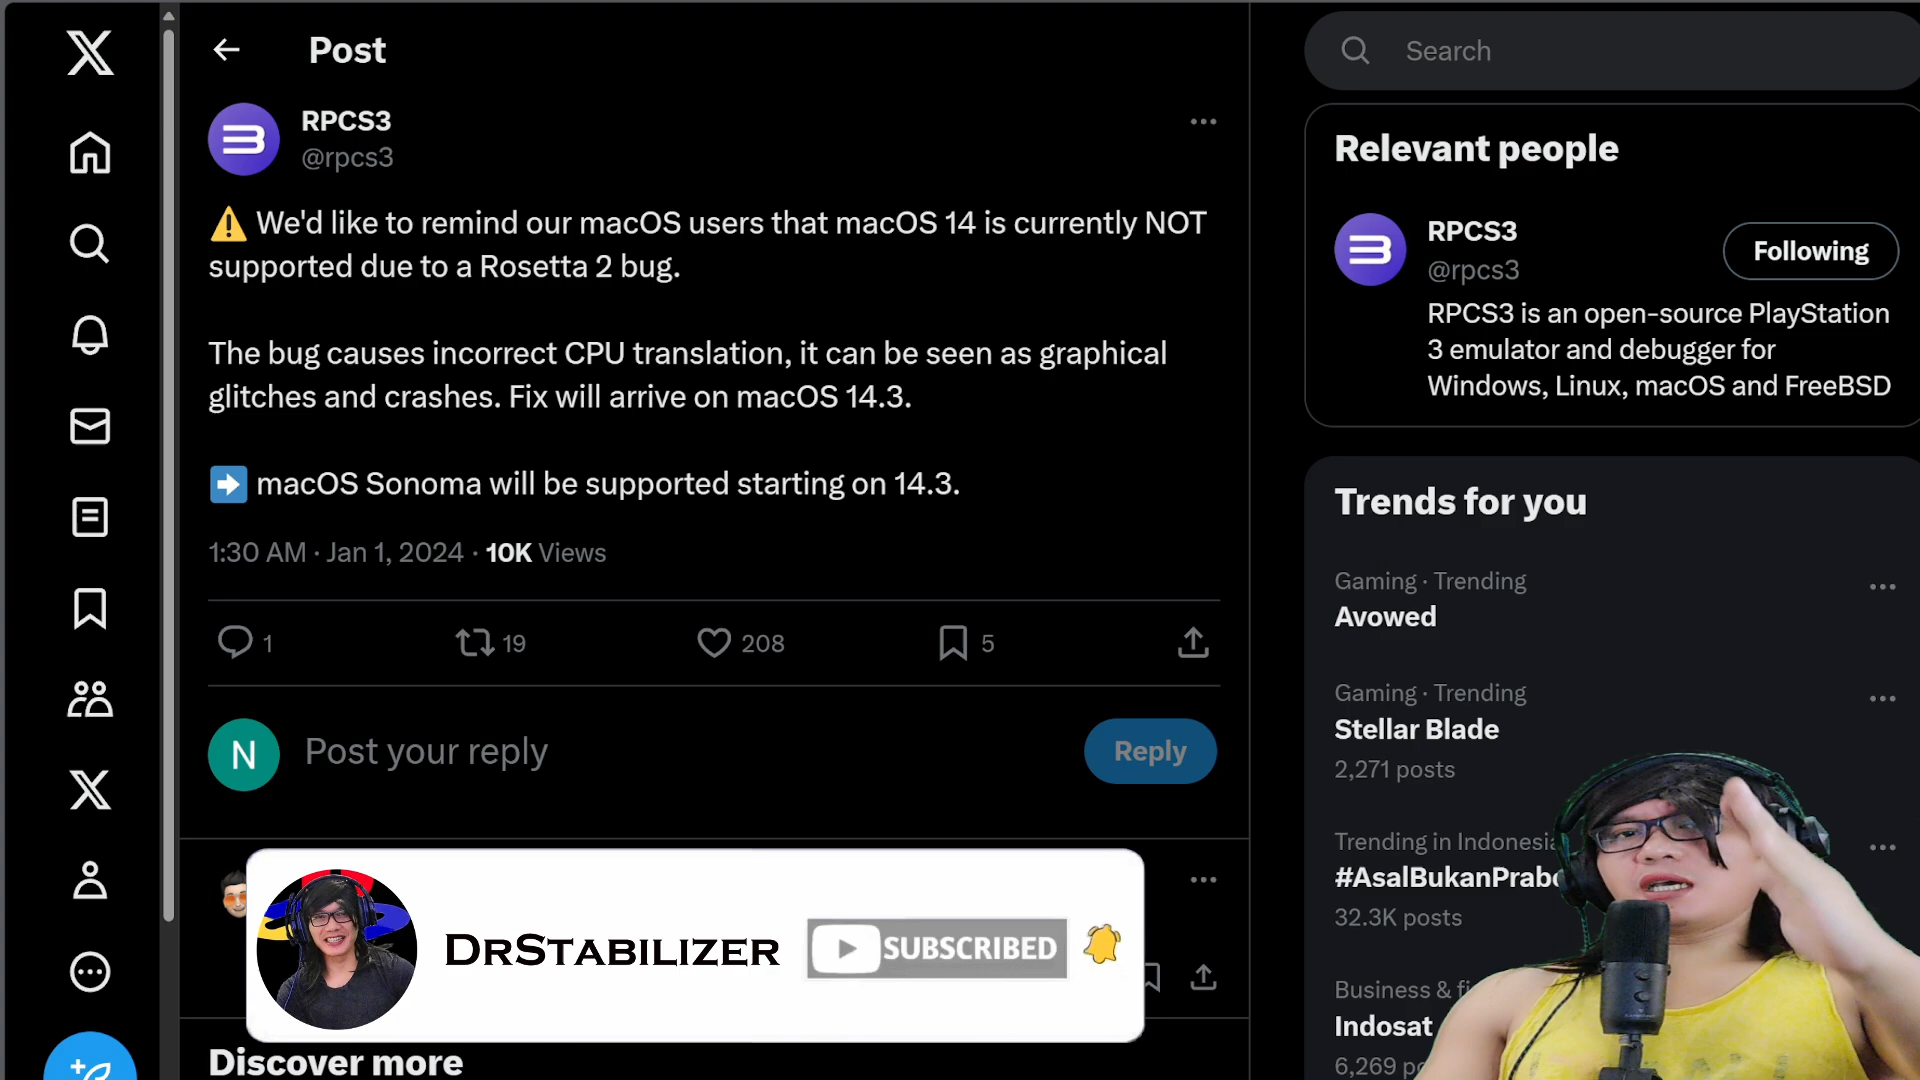 Post
RPCS3
@rpcs3
⚠️ We'd like to remind our macOS users that macOS 14 is currently NOT
supported due to a Rosetta 2 bug.
The bug causes incorrect CPU translation, it can be seen as graphical
glitches and crashes. Fix will arrive on macOS 14.3.
➡️ macOS Sonoma will be supported starting on 14.3.
1:30 AM · Jan 1, 2024 · 10K Views
1
19
208
5
N
Post your reply
Reply
DRSTABILIZER
SUBSCRIBED
Discover more
Search
Relevant people
RPCS3
@rpcs3
Following
RPCS3 is an open-source PlayStation
3 emulator and debugger for
Windows, Linux, macOS and FreeBSD
Trends for you
Gaming · Trending
Avowed
Gaming · Trending
Stellar Blade
2,271 posts
Trending in Indonesia
#AsalBukanPrabo
32.3K posts
Business & fi
Indosat
6,269 po